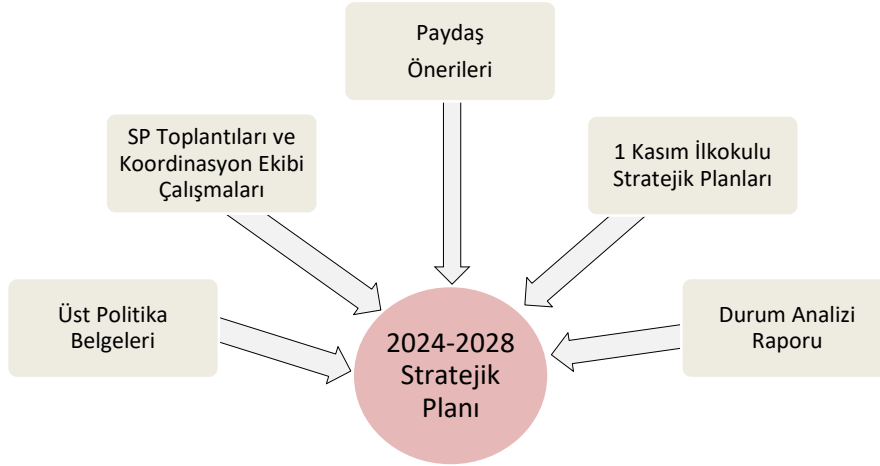 Paydaş
Önerileri
SP Toplantıları ve
Koordinasyon Ekibi
Çalışmaları
1 Kasım İlkokulu
Stratejik Planları
Üst Politika
Belgeleri
Durum Analizi
Raporu
2024-2028
Stratejik
Planı